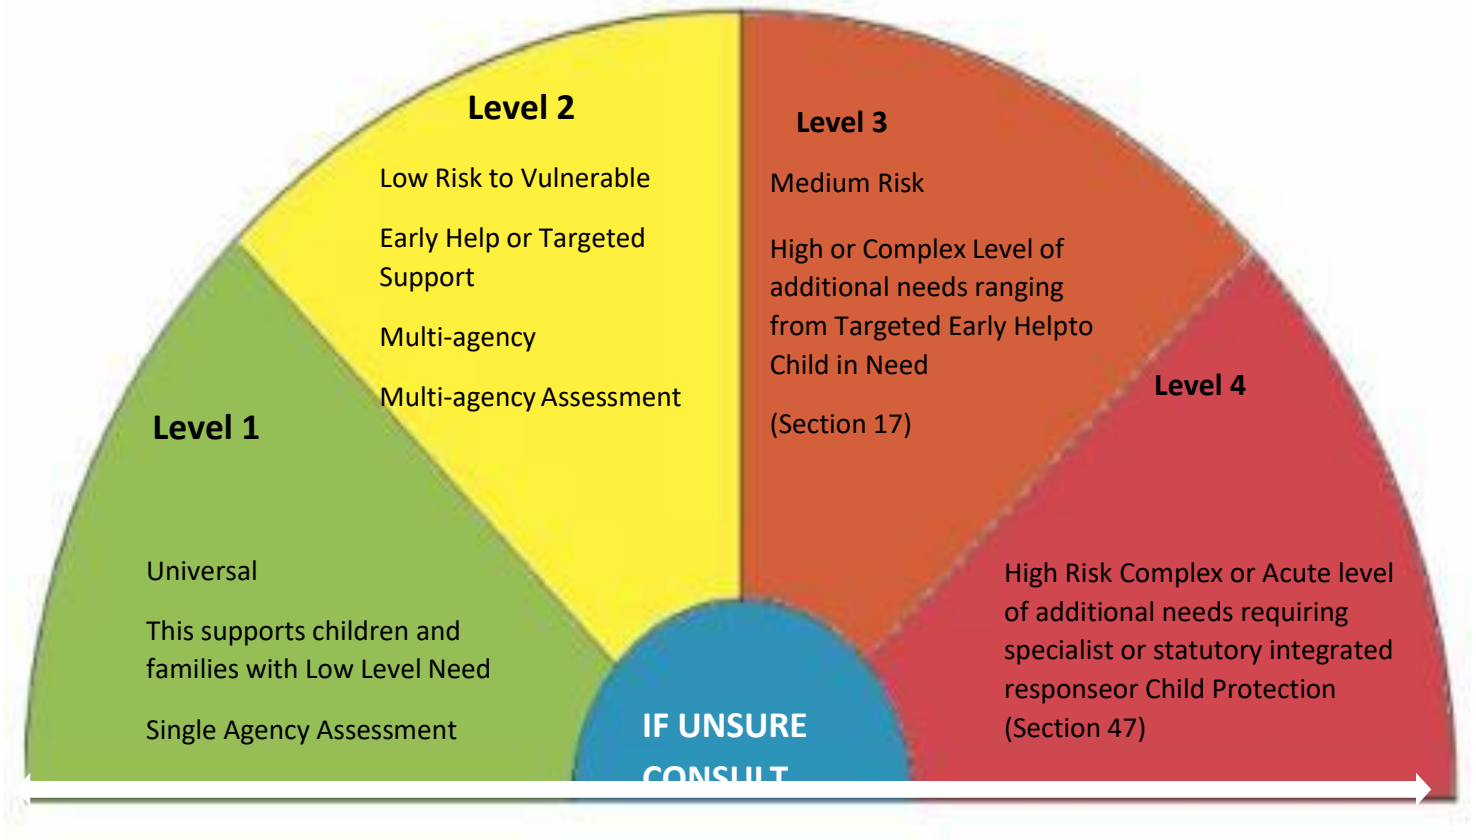 Level 1
Universal
This supports children and
families with Low Level Need
Single Agency Assessment
Level 2
Low Risk to Vulnerable
Early Help or Targeted
Support
Multi-agency
Multi-agency Assessment
Level 3
Medium Risk
High or Complex Level of
additional needs ranging
from Targeted Early Helpto
Child in Need
(Section 17)
Level 4
High Risk Complex or Acute level
of additional needs requiring
specialist or statutory integrated
responseor Child Protection
(Section 47)
IF UNSURE
CONSULT